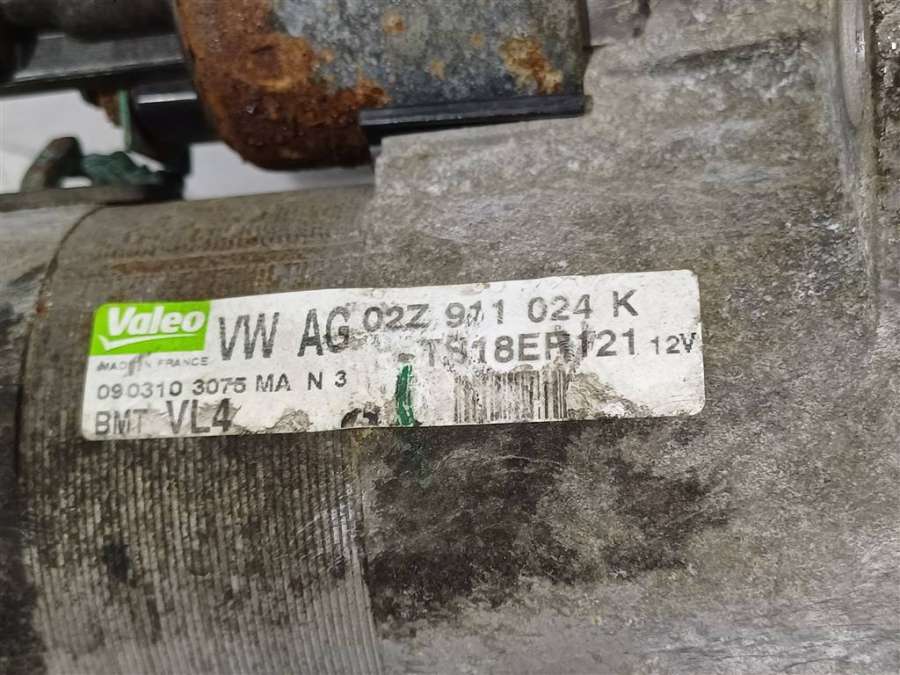 Valeo VW AG 02Z 911 024 K
MADE IN FRANCE TS18ER121 12V
090310 3075 MA N 3
BMT VL4